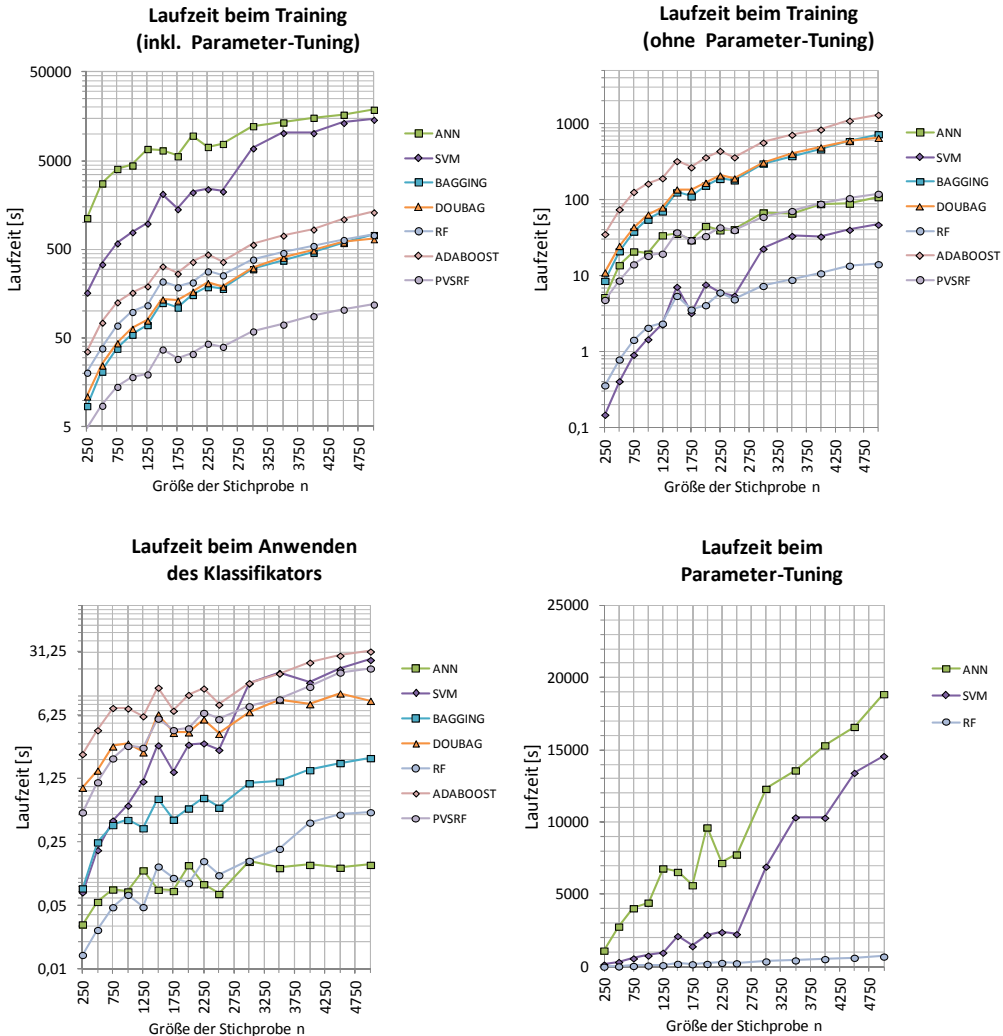 Laufzeit beim Training
(inkl. Parameter-Tuning)
50000
5000
500
50
5
Laufzeit [s]
250
750
1250
1750
2250
2750
3250
3750
4250
4750
Größe der Stichprobe n
ANN
SVM
BAGGING
DOUBAG
RF
ADABOOST
PVSRF
Laufzeit beim Training
(ohne Parameter-Tuning)
1000
100
10
1
0,1
Laufzeit [s]
250
750
1250
1750
2250
2750
3250
3750
4250
4750
Größe der Stichprobe n
ANN
SVM
BAGGING
DOUBAG
RF
ADABOOST
PVSRF
Laufzeit beim Anwenden
des Klassifikators
31,25
6,25
1,25
0,25
0,05
0,01
Laufzeit [s]
250
750
1250
1750
2250
2750
3250
3750
4250
4750
Größe der Stichprobe n
ANN
SVM
BAGGING
DOUBAG
RF
ADABOOST
PVSRF
Laufzeit beim
Parameter-Tuning
25000
20000
15000
10000
5000
0
Laufzeit [s]
250
750
1250
1750
2250
2750
3250
3750
4250
4750
Größe der Stichprobe n
ANN
SVM
RF